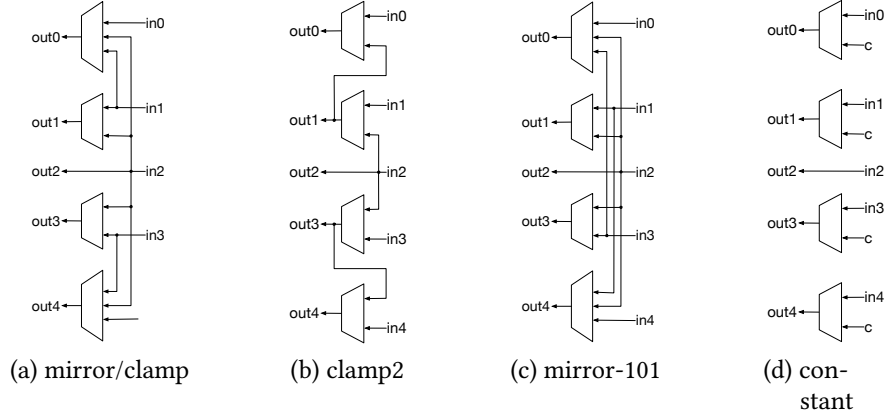 in0
out0
in1
out1
out2
in2
out3
in3
out4
(a) mirror/clamp
in0
out0
in1
out1
out2
in2
out3
in3
out4
in4
(b) clamp2
in0
out0
in1
out1
out2
in2
out3
in3
out4
in4
(c) mirror-101
in0
out0
c
in1
out1
c
out2
in2
in3
out3
c
in4
out4
c
(d) con-
stant